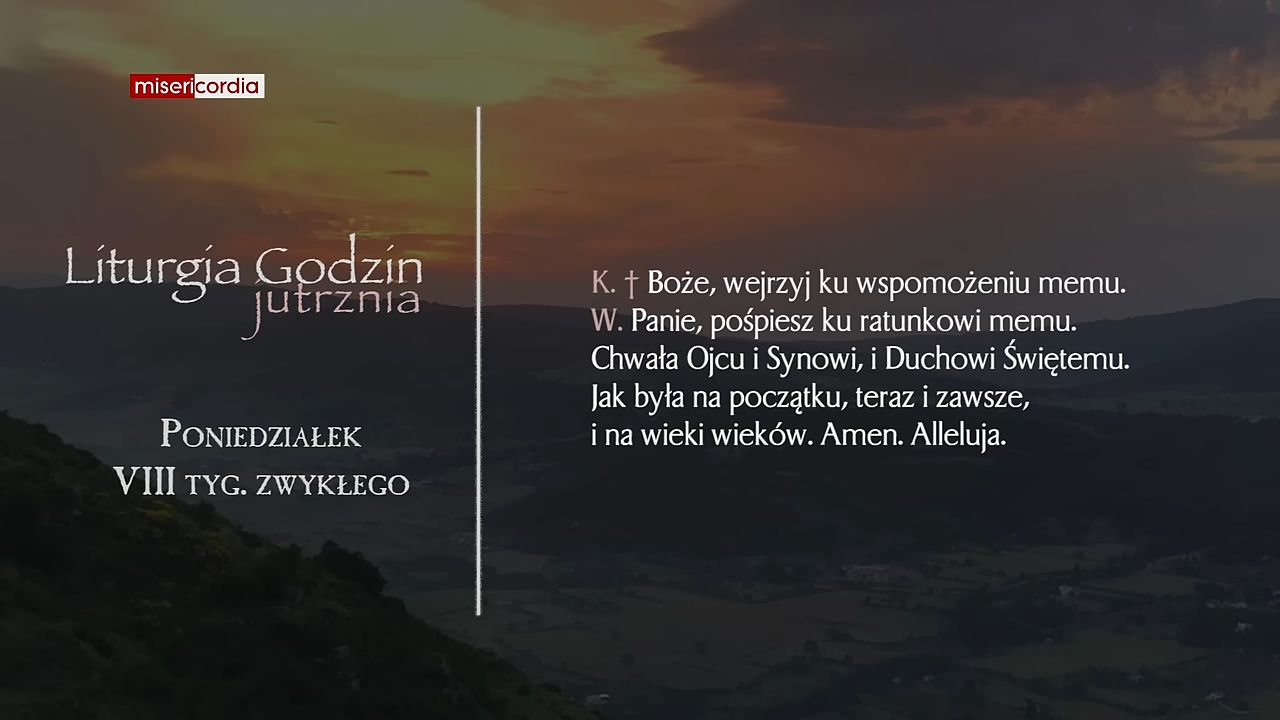 misericordia
Liturgia Godzin
jutrznia
Poniedziałek
VIII tyg. zwykłego
K. † Boże, wejrzyj ku wspomożeniu memu.
W. Panie, pośpiesz ku ratunkowi memu.
Chwała Ojcu i Synowi, i Duchowi Świętemu.
Jak była na początku, teraz i zawsze,
i na wieki wieków. Amen. Alleluja.